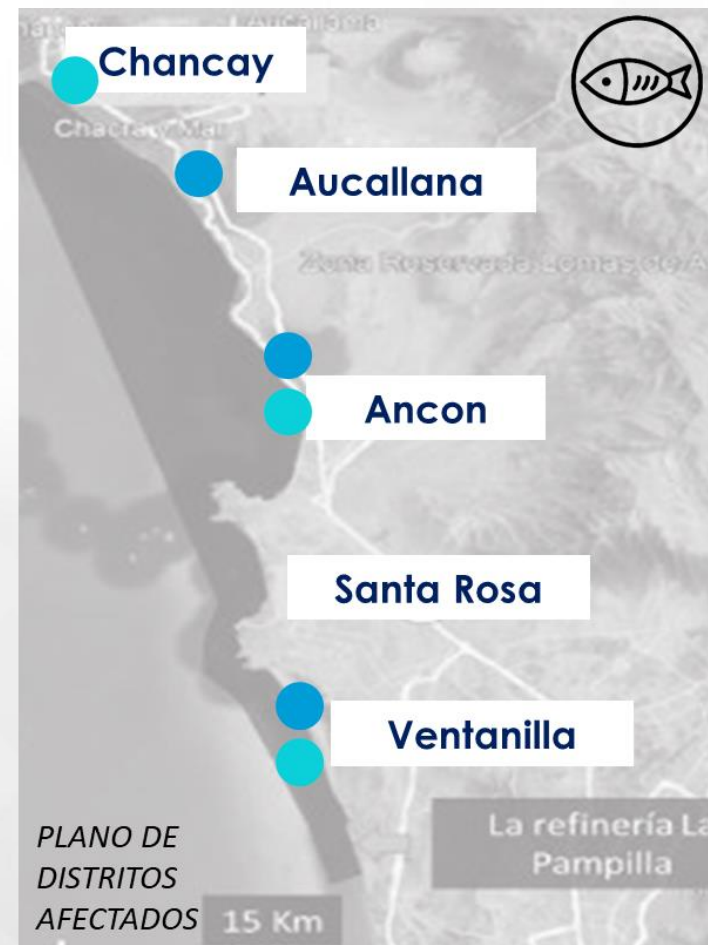 Chancay
Aucallana
Ancon
Santa Rosa
Ventanilla
La refinería La
Pampilla
PLANO DE
DISTRITOS
AFECTADOS
15 Km